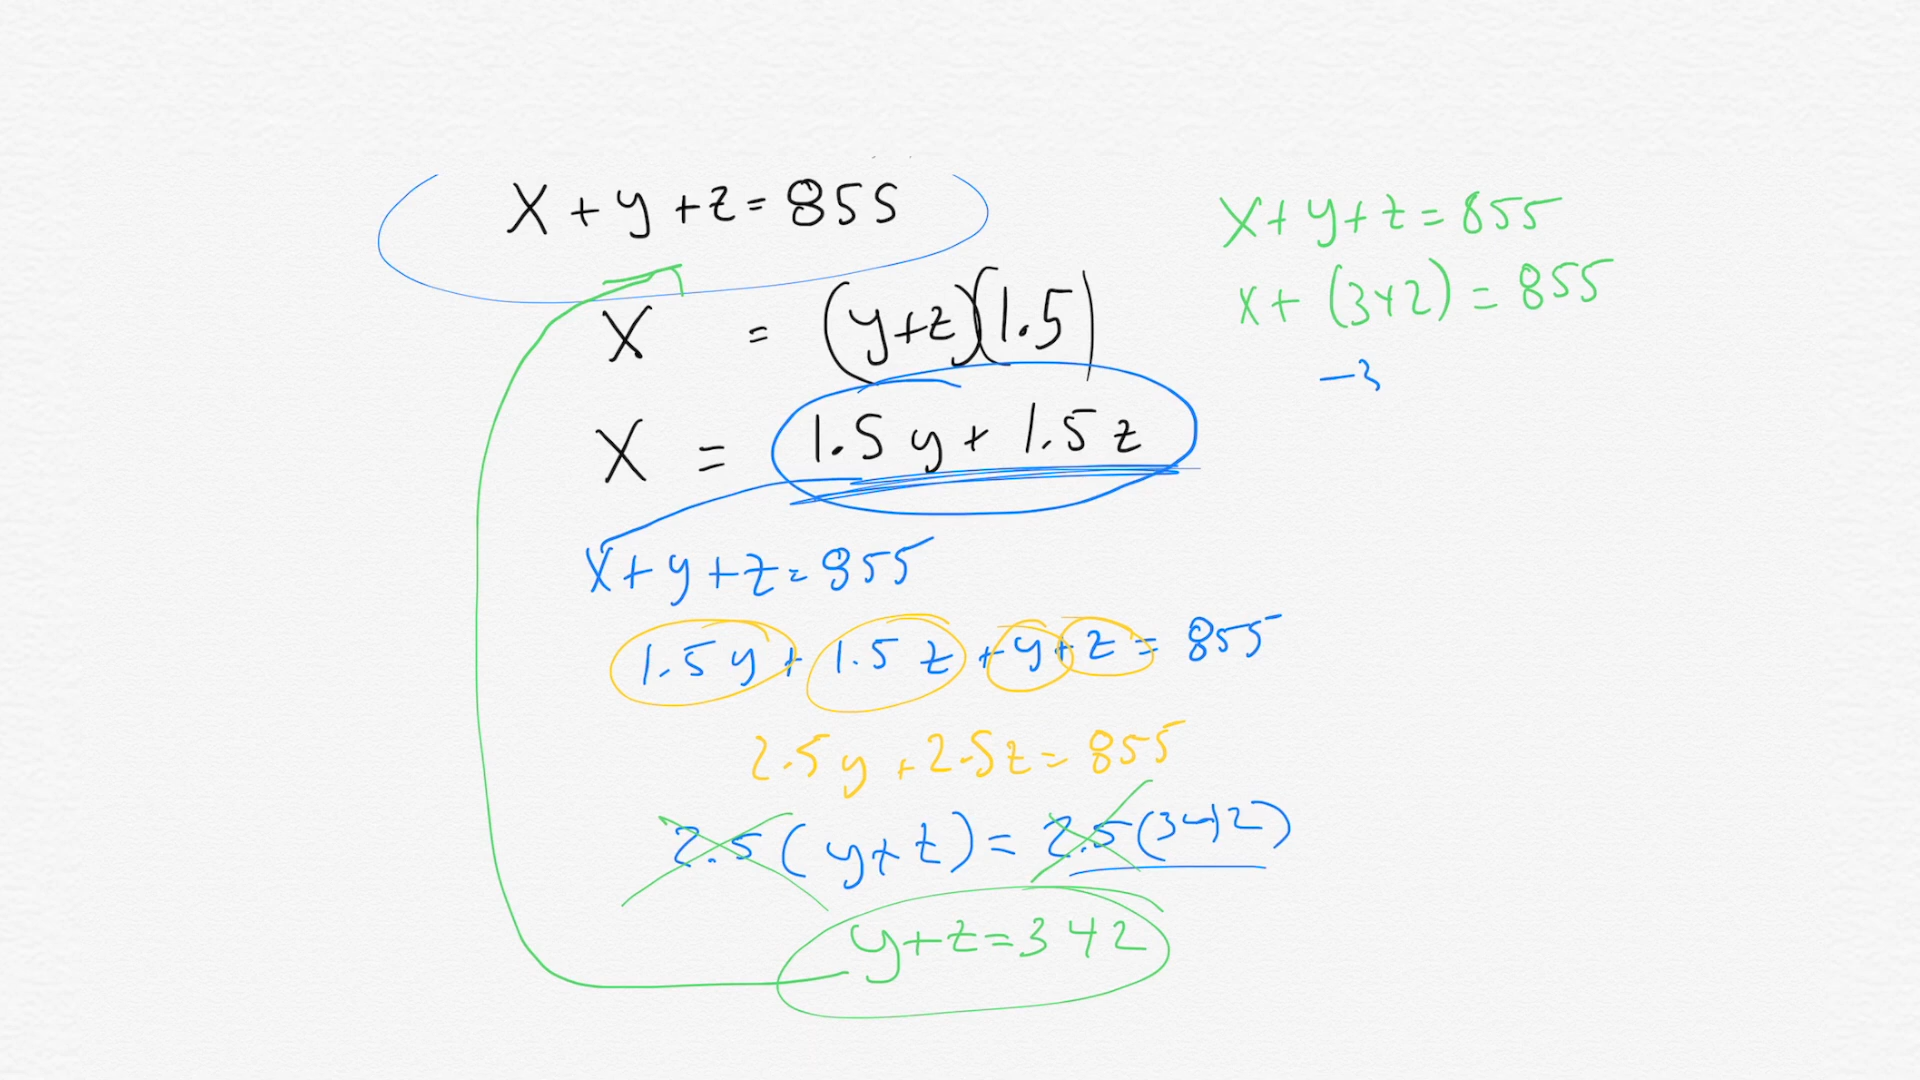 x + y + z = 855
x = (y+z)(1.5)
x = 1.5y + 1.5z
x + y + z = 855
1.5y + 1.5z + y + z = 855
2.5y + 2.5z = 855
2.5(y+z) = 2.5(342)
y+z=342
x + y + z = 855
x + (342) = 855
-3